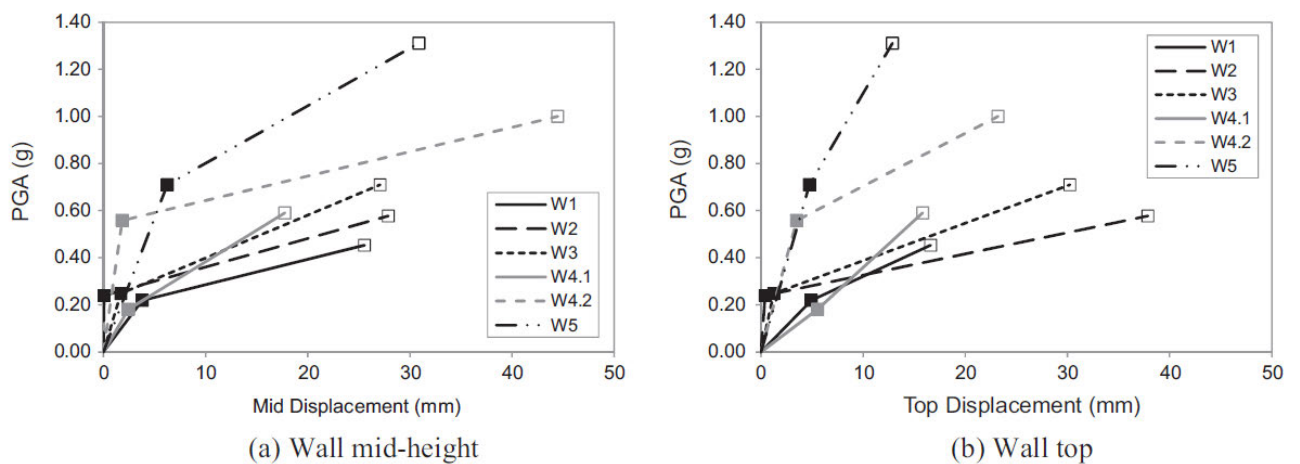 1.40
1.20
1.00
0.80
0.60
0.40
0.20
0.00
PGA (g)
0 10 20 30 40 50
Mid Displacement (mm)
W1
W2
W3
W4.1
W4.2
W5
(a) Wall mid-height
1.40
1.20
1.00
0.80
0.60
0.40
0.20
0.00
PGA (g)
0 10 20 30 40 50
Top Displacement (mm)
W1
W2
W3
W4.1
W4.2
W5
(b) Wall top